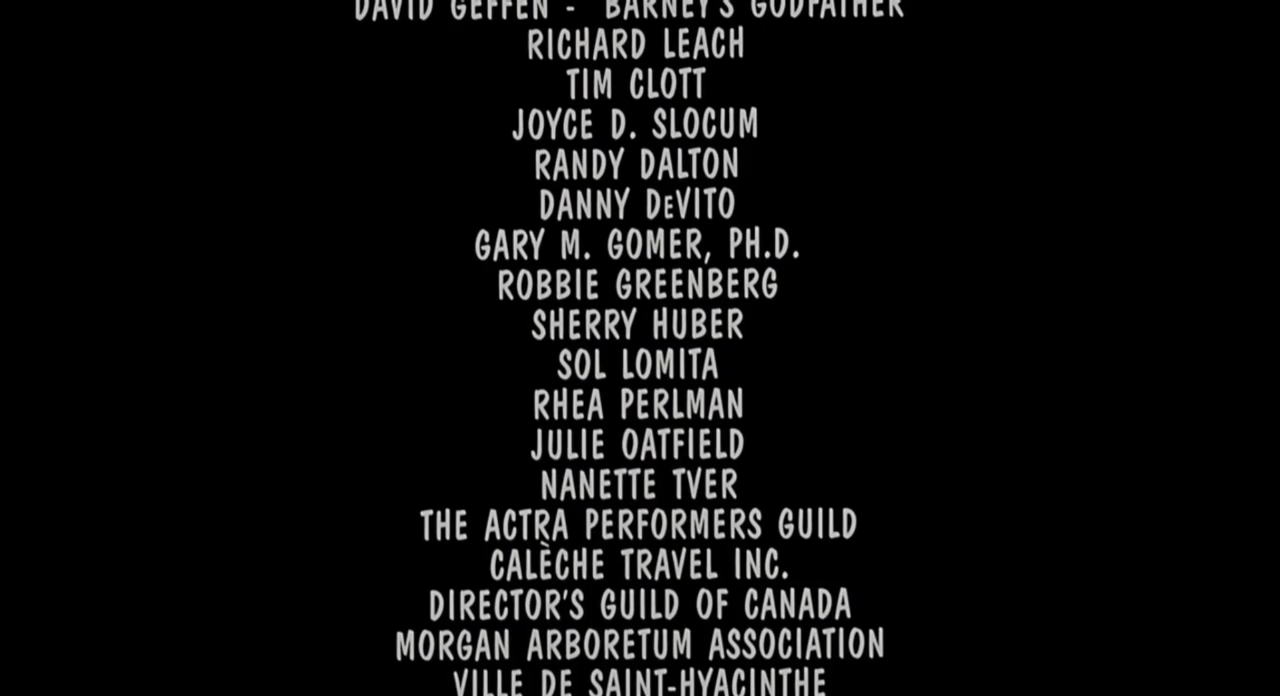 DAVID GEFFEN - "BARNEY'S GODFATHER"
RICHARD LEACH
TIM CLOTT
JOYCE D. SLOCUM
RANDY DALTON
DANNY DeVITO
GARY M. GOMER, PH.D.
ROBBIE GREENBERG
SHERRY HUBER
SOL LOMITA
RHEA PERLMAN
JULIE OATFIELD
NANETTE TVER
THE ACTRA PERFORMERS GUILD
CALÈCHE TRAVEL INC.
DIRECTOR'S GUILD OF CANADA
MORGAN ARBORETUM ASSOCIATION
VILLE DE SAINT-HYACINTHE